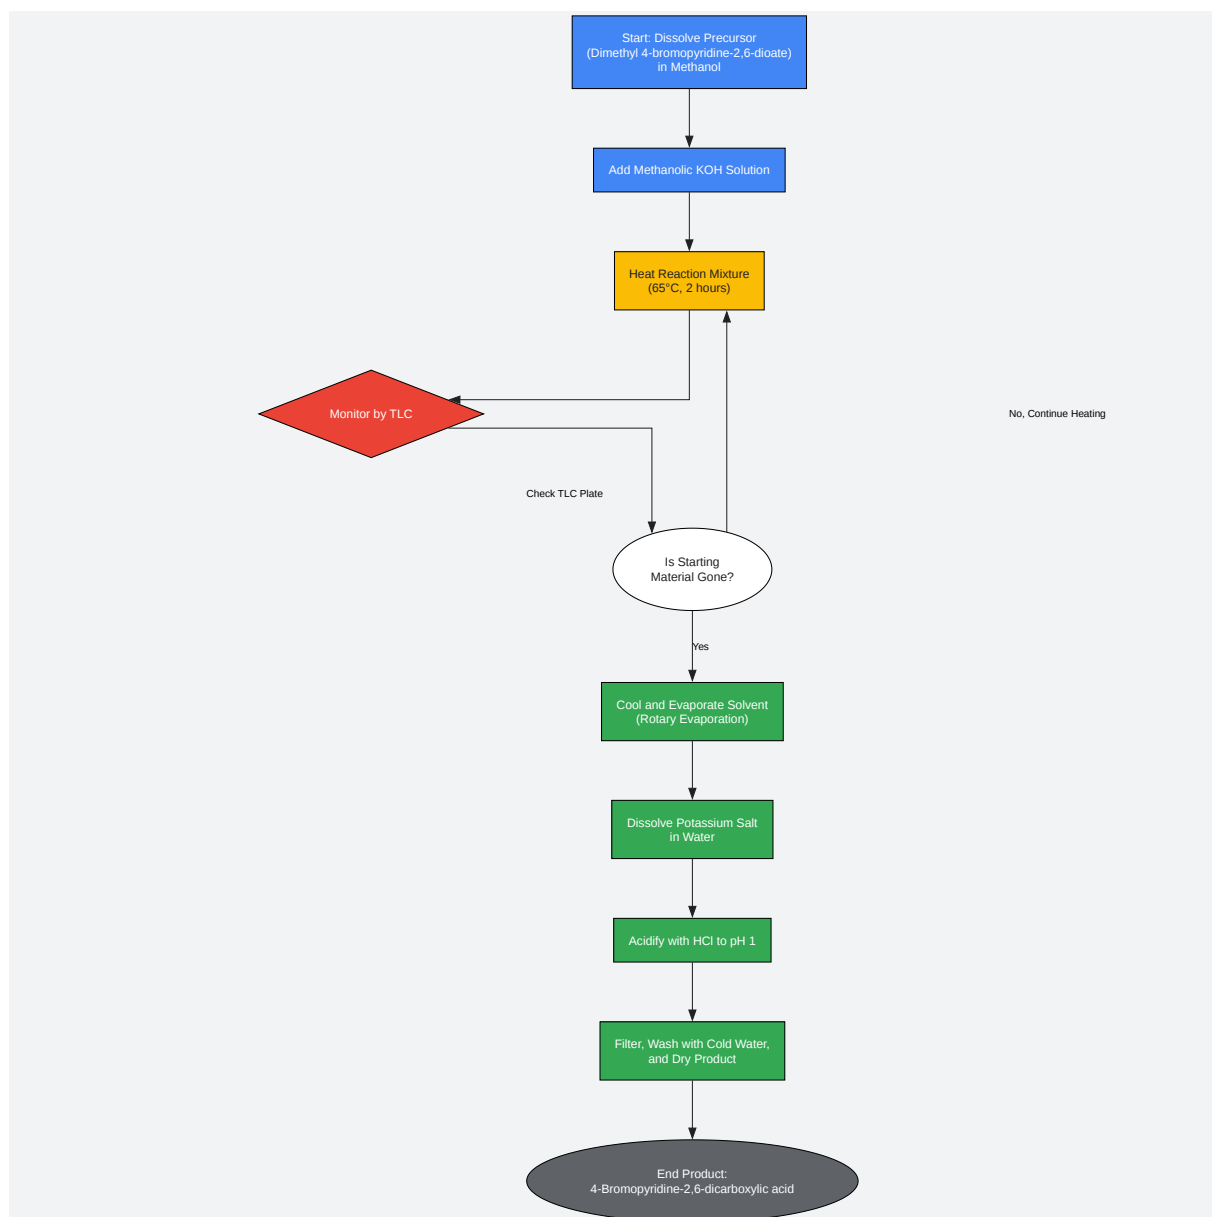 Start: Dissolve Precursor
(Dimethyl 4-bromopyridine-2,6-dioate)
in Methanol
Add Methanolic KOH Solution
Heat Reaction Mixture
(65°C, 2 hours)
Monitor by TLC
No, Continue Heating
Check TLC Plate
Is Starting
Material Gone?
Yes
Cool and Evaporate Solvent
(Rotary Evaporation)
Dissolve Potassium Salt
in Water
Acidify with HCl to pH 1
Filter, Wash with Cold Water,
and Dry Product
End Product:
4-Bromopyridine-2,6-dicarboxylic acid